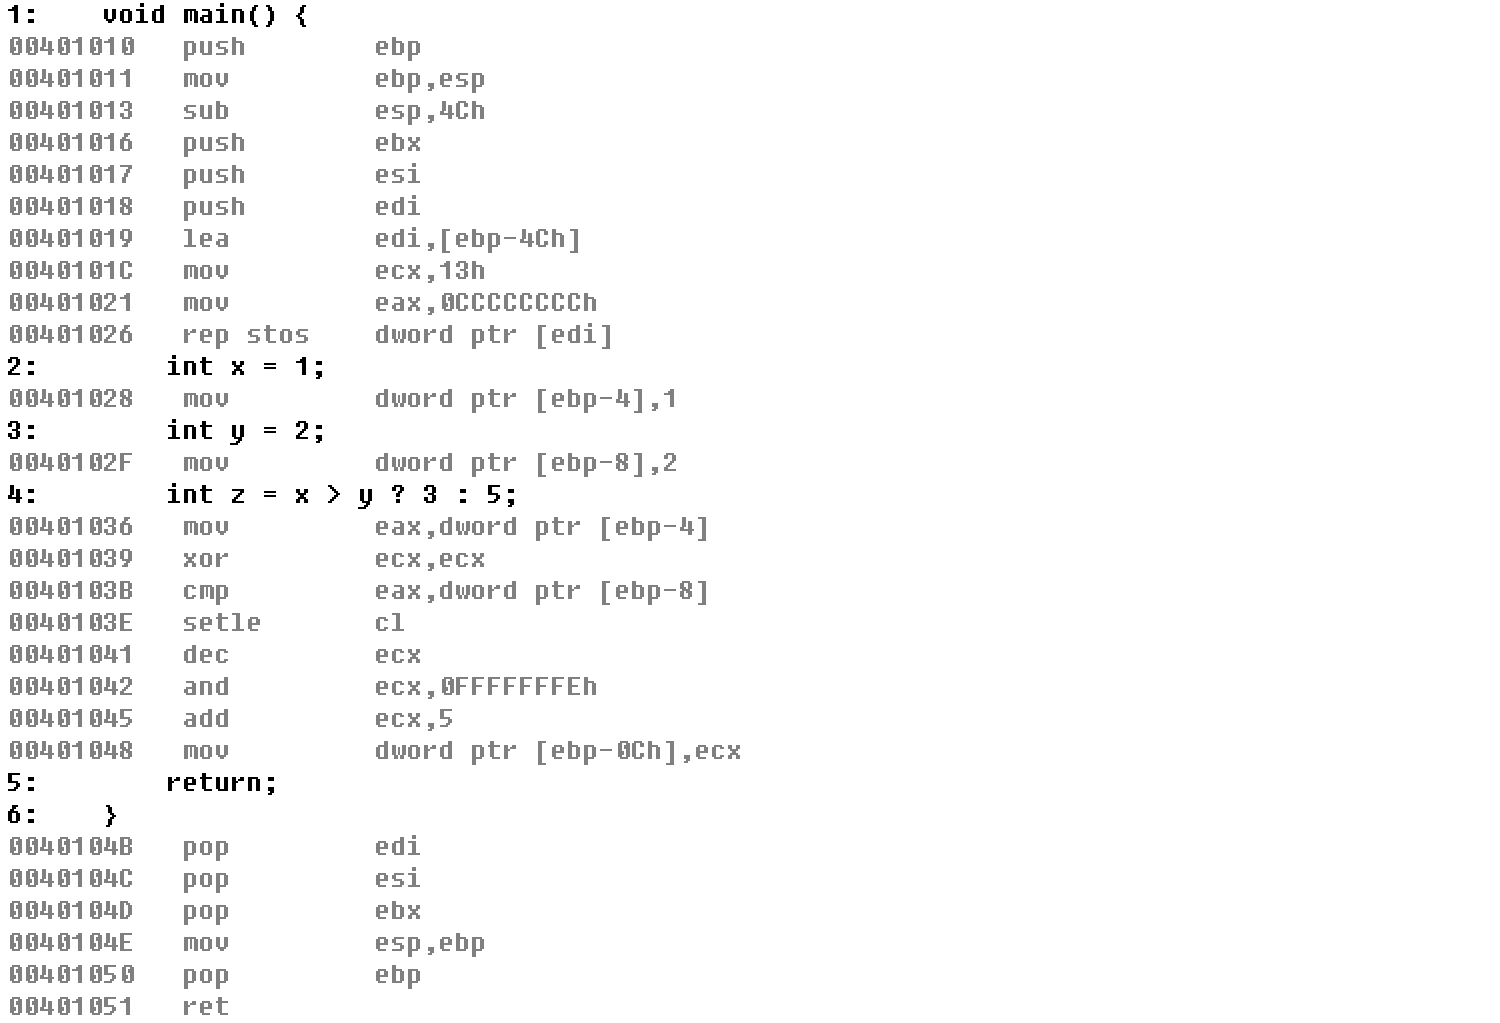 1:    void main() {
00401010   push        ebp
00401011   mov         ebp,esp
00401013   sub         esp,4Ch
00401016   push        ebx
00401017   push        esi
00401018   push        edi
00401019   lea         edi,[ebp-4Ch]
0040101C   mov         ecx,13h
00401021   mov         eax,0CCCCCCCCh
00401026   rep stos    dword ptr [edi]
2:        int x = 1;
00401028   mov         dword ptr [ebp-4],1
3:        int y = 2;
0040102F   mov         dword ptr [ebp-8],2
4:        int z = x > y ? 3 : 5;
00401036   mov         eax,dword ptr [ebp-4]
00401039   xor         ecx,ecx
0040103B   cmp         eax,dword ptr [ebp-8]
0040103E   setle       cl
00401041   dec         ecx
00401042   and         ecx,0FFFFFFFEh
00401045   add         ecx,5
00401048   mov         dword ptr [ebp-0Ch],ecx
5:        return;
6:    }
0040104B   pop         edi
0040104C   pop         esi
0040104D   pop         ebx
0040104E   mov         esp,ebp
00401050   pop         ebp
00401051   ret